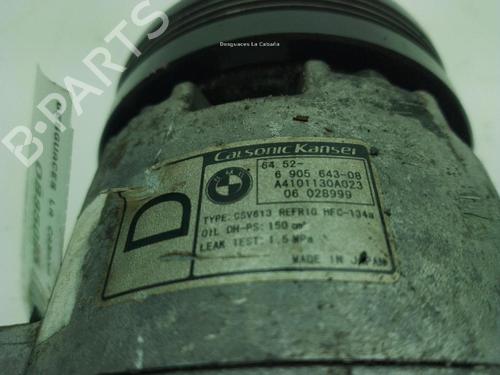 Desguaces La Cabaña
B-PARTS
Calsonic Kansei
BMW
64.52-
6 905 643-08
A4101130A023
06 028999
D
TYPE: CSV613 REFRIG HFC-134a
OIL DH-PS: 150 cm³
LEAK TEST: 1,5 MPa
MADE IN JAPAN